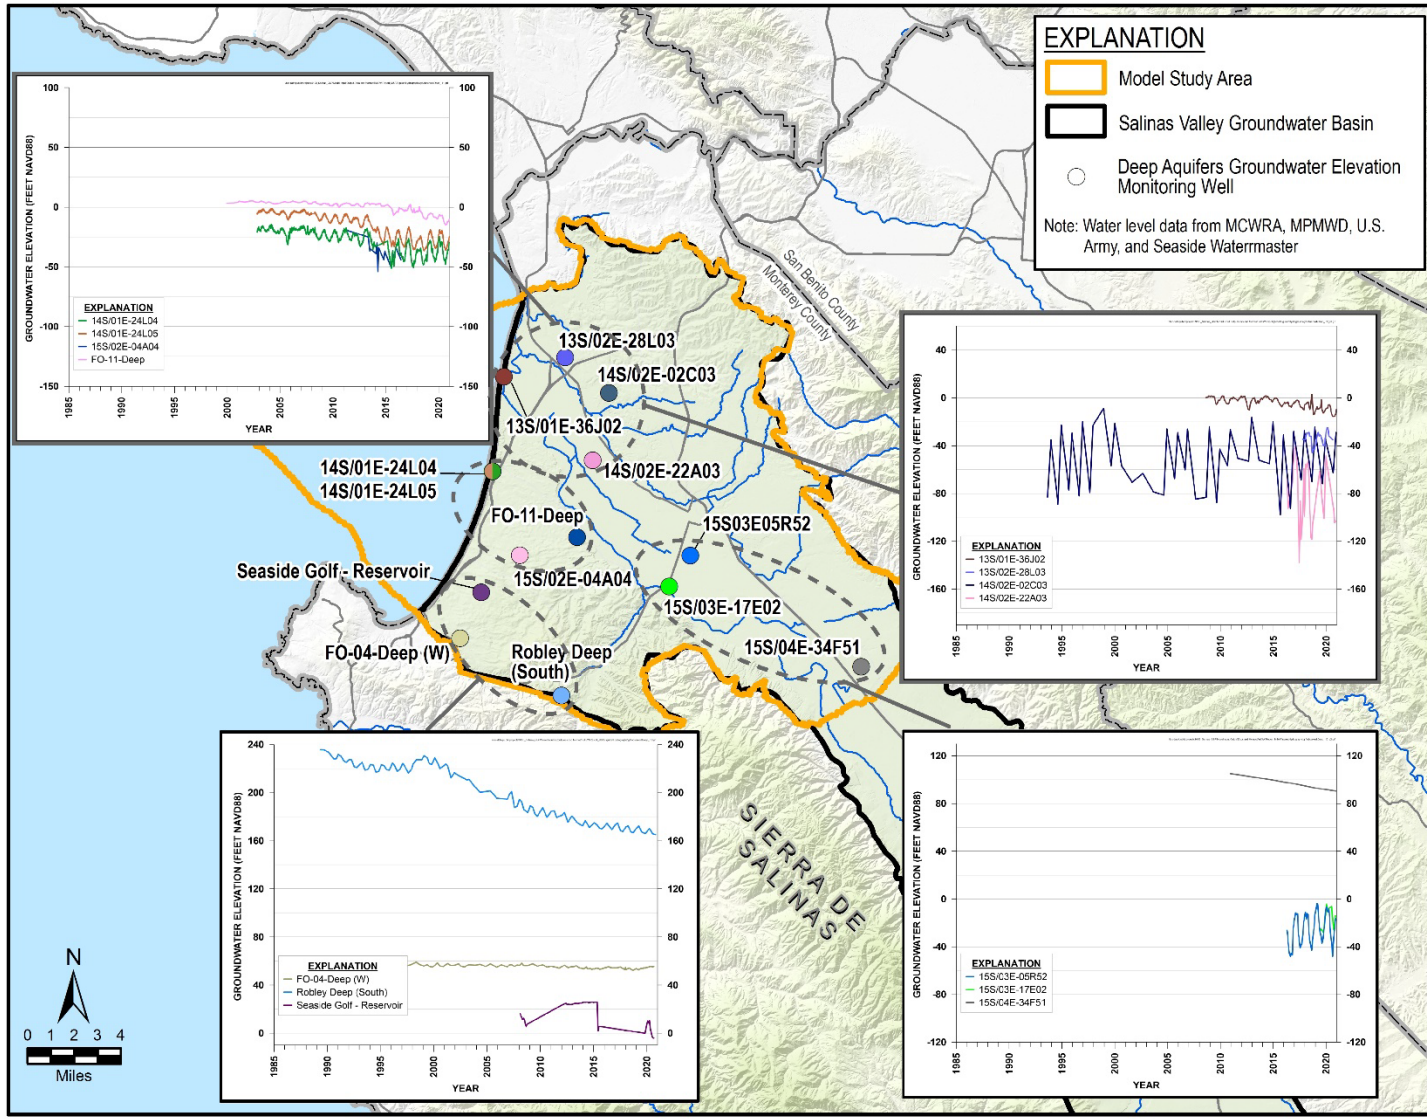 EXPLANATION
Model Study Area
Salinas Valley Groundwater Basin
Deep Aquifers Groundwater Elevation
Monitoring Well
Note: Water level data from MCWRA, MPMWD, U.S.
Army, and Seaside Waterrmaster
100
50
0
-50
-100
-150
100
50
0
-50
-100
-150
GROUNDWATER ELEVATION (FEET NAVD88)
EXPLANATION
14S/01E-24L04
14S/01E-24L05
15S/02E-04A04
FO-11-Deep
1985
1990
1995
2000
2005
2010
2015
2020
YEAR
San Benito County
Monterey County
13S/02E-28L03
14S/02E-02C03
13S/01E-36J02
14S/01E-24L04
14S/01E-24L05
14S/02E-22A03
FO-11-Deep
15S03E05R52
15S/02E-04A04
Seaside Golf - Reservoir
15S/03E-17E02
FO-04-Deep (W)
Robley Deep
(South)
15S/04E-34F51
SIERRA DE
SALINAS
40
0
-40
-80
-120
-160
40
0
-40
-80
-120
-160
GROUNDWATER ELEVATION (FEET NAVD88)
EXPLANATION
13S/01E-36J02
13S/02E-28L03
14S/02E-02C03
14S/02E-22A03
1985
1990
1995
2000
2005
2010
2015
2020
YEAR
240
200
160
120
80
40
0
240
200
160
120
80
40
0
GROUNDWATER ELEVATION (FEET NAVD88)
EXPLANATION
FO-04-Deep (W)
Robley Deep (South)
Seaside Golf - Reservoir
1985
1990
1995
2000
2005
2010
2015
2020
YEAR
120
80
40
0
-40
-80
-120
120
80
40
0
-40
-80
-120
GROUNDWATER ELEVATION (FEET NAVD88)
EXPLANATION
15S/03E-05R52
15S/03E-17E02
15S/04E-34F51
1985
1990
1995
2000
2005
2010
2015
2020
YEAR
N
0 1 2 3 4
Miles